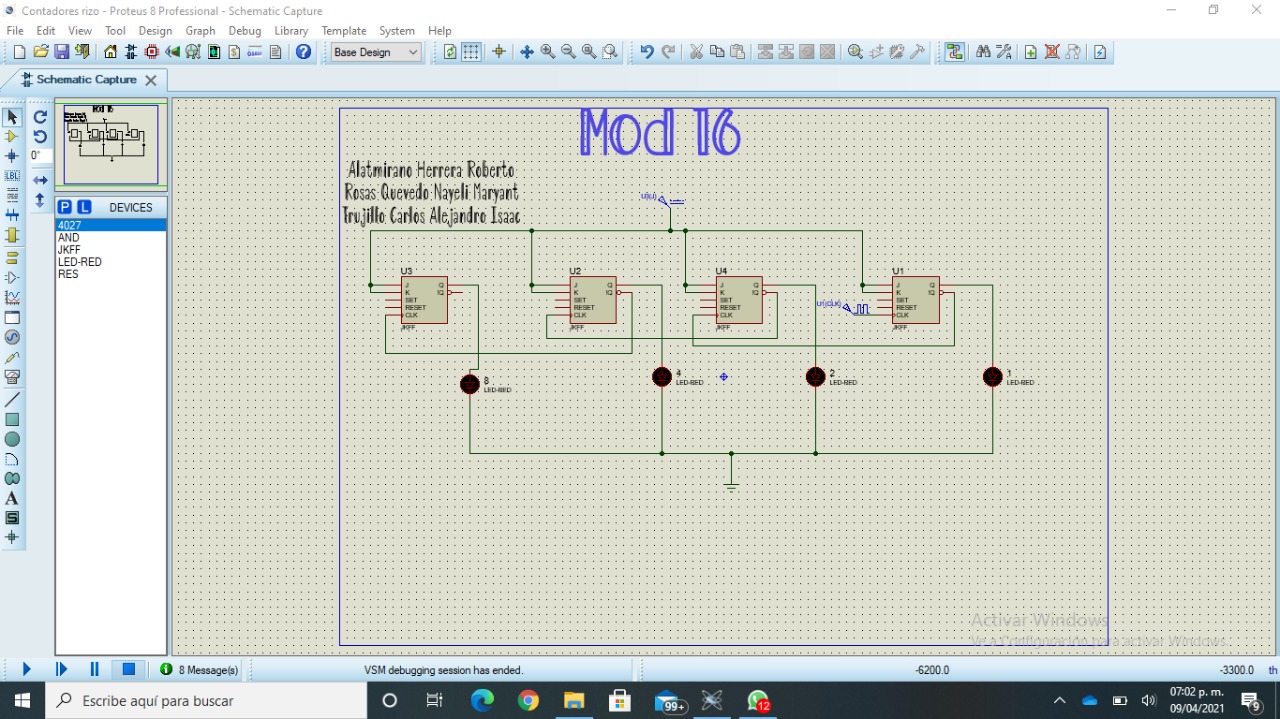 Contadores rizo - Proteus 8 Professional - Schematic Capture
File Edit View Tool Design Graph Debug Library Template System Help
Base Design
Schematic Capture
Mod 16
Alatmirano Herrera Roberto
Rosas Quevedo Nayeli Maryant
Trujillo Carlos Alejandro Isaac
0°
P L DEVICES
4027
AND
JKFF
LED-RED
RES
LBL
A
S
U1(J)
U3 U2 U4 U1
J Q J Q J Q J Q
K !Q K !Q K !Q K !Q
SET SET SET SET
RESET RESET RESET RESET
CLK CLK CLK CLK
JKFF JKFF JKFF JKFF
U1(CLK)
8 4 2 1
LED-RED LED-RED LED-RED LED-RED
Activar Windows
Ve a Configuración para activar Windows.
8 Message(s) VSM debugging session has ended. -6200.0 -3300.0 th
Escribe aquí para buscar
99+
12
07:02 p. m.
09/04/2021
9